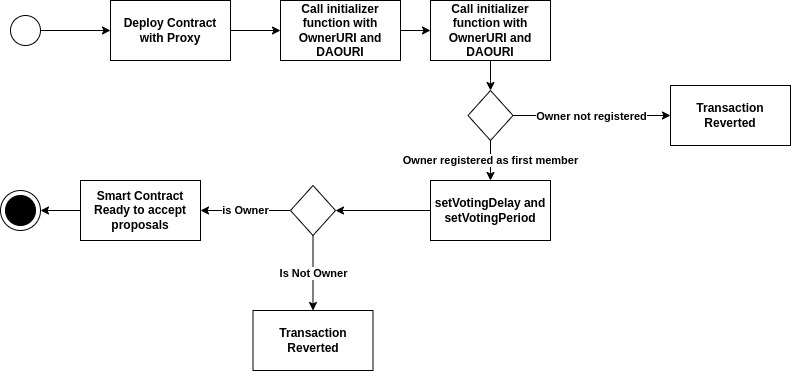 Deploy Contract
with Proxy
Call initializer
function with
OwnerURI and
DAOURI
Call initializer
function with
OwnerURI and
DAOURI
Owner not registered
Transaction
Reverted
Owner registered as first member
setVotingDelay and
setVotingPeriod
is Owner
Smart Contract
Ready to accept
proposals
Is Not Owner
Transaction
Reverted